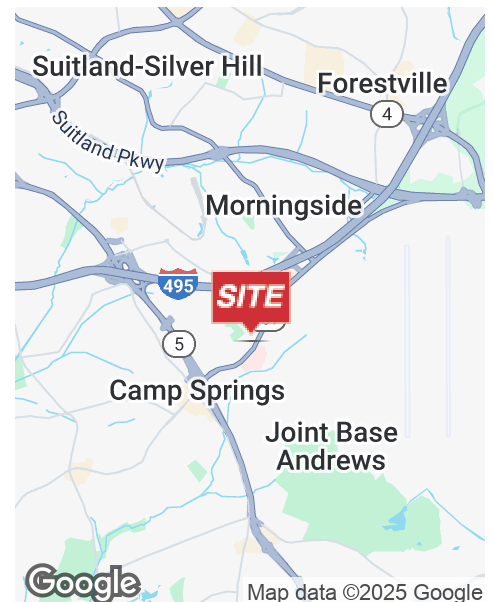 Suitland-Silver Hill
Forestville
4
Suitland Pkwy
Morningside
495
SITE
5
Camp Springs
Joint Base
Andrews
Google
Map data ©2025 Google